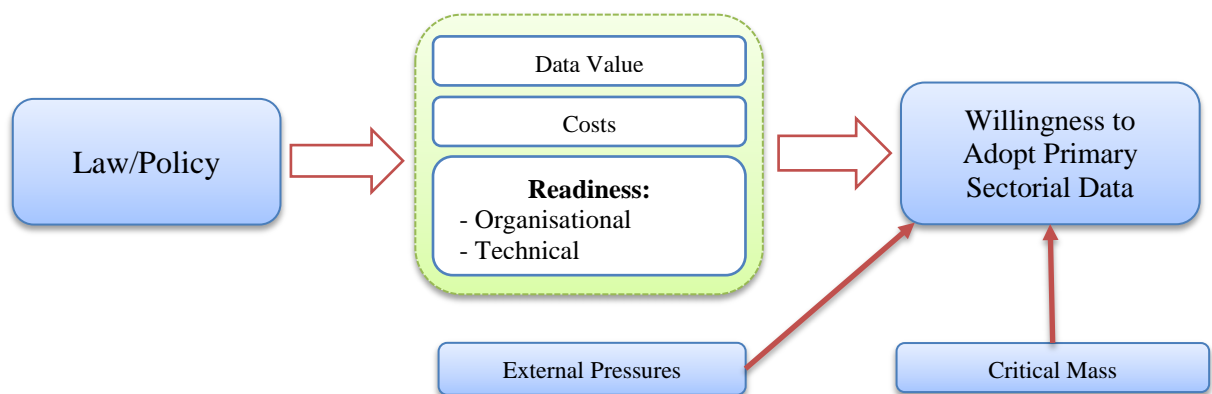 Law/Policy
Data Value
Costs
Readiness:
- Organisational
- Technical
Willingness to
Adopt Primary
Sectorial Data
External Pressures
Critical Mass